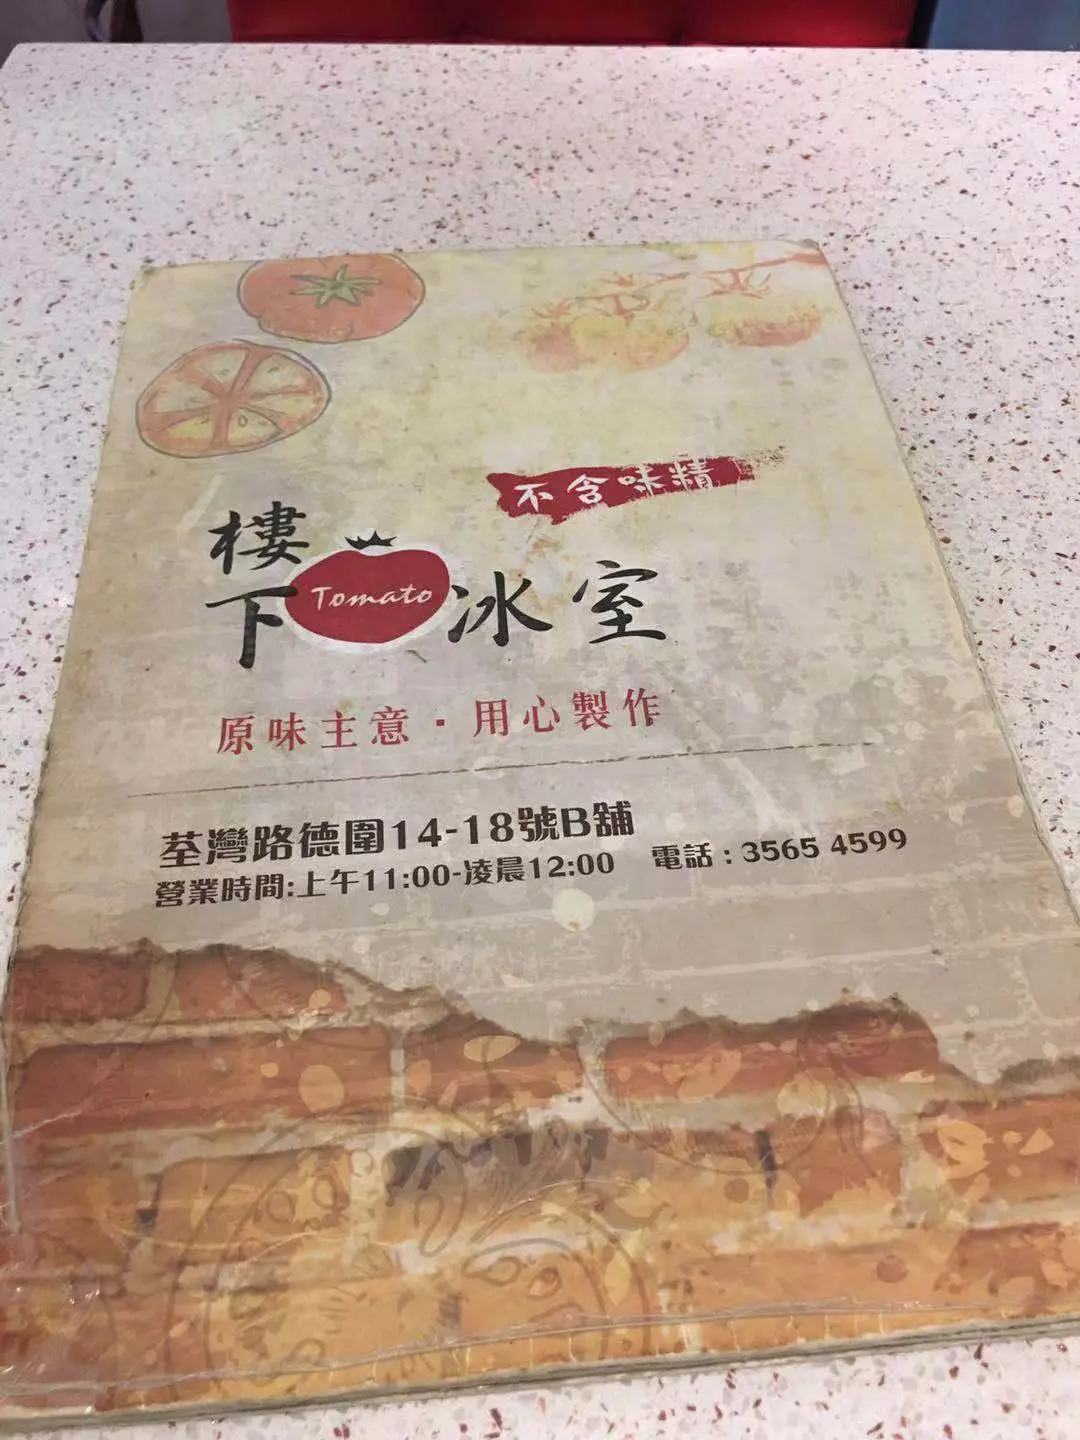 不含味精
樓下
Tomato
冰室
原味主意·用心製作
荃灣路德圍14-18號B舖
營業時間:上午11:00-凌晨12:00 電話:3565 4599